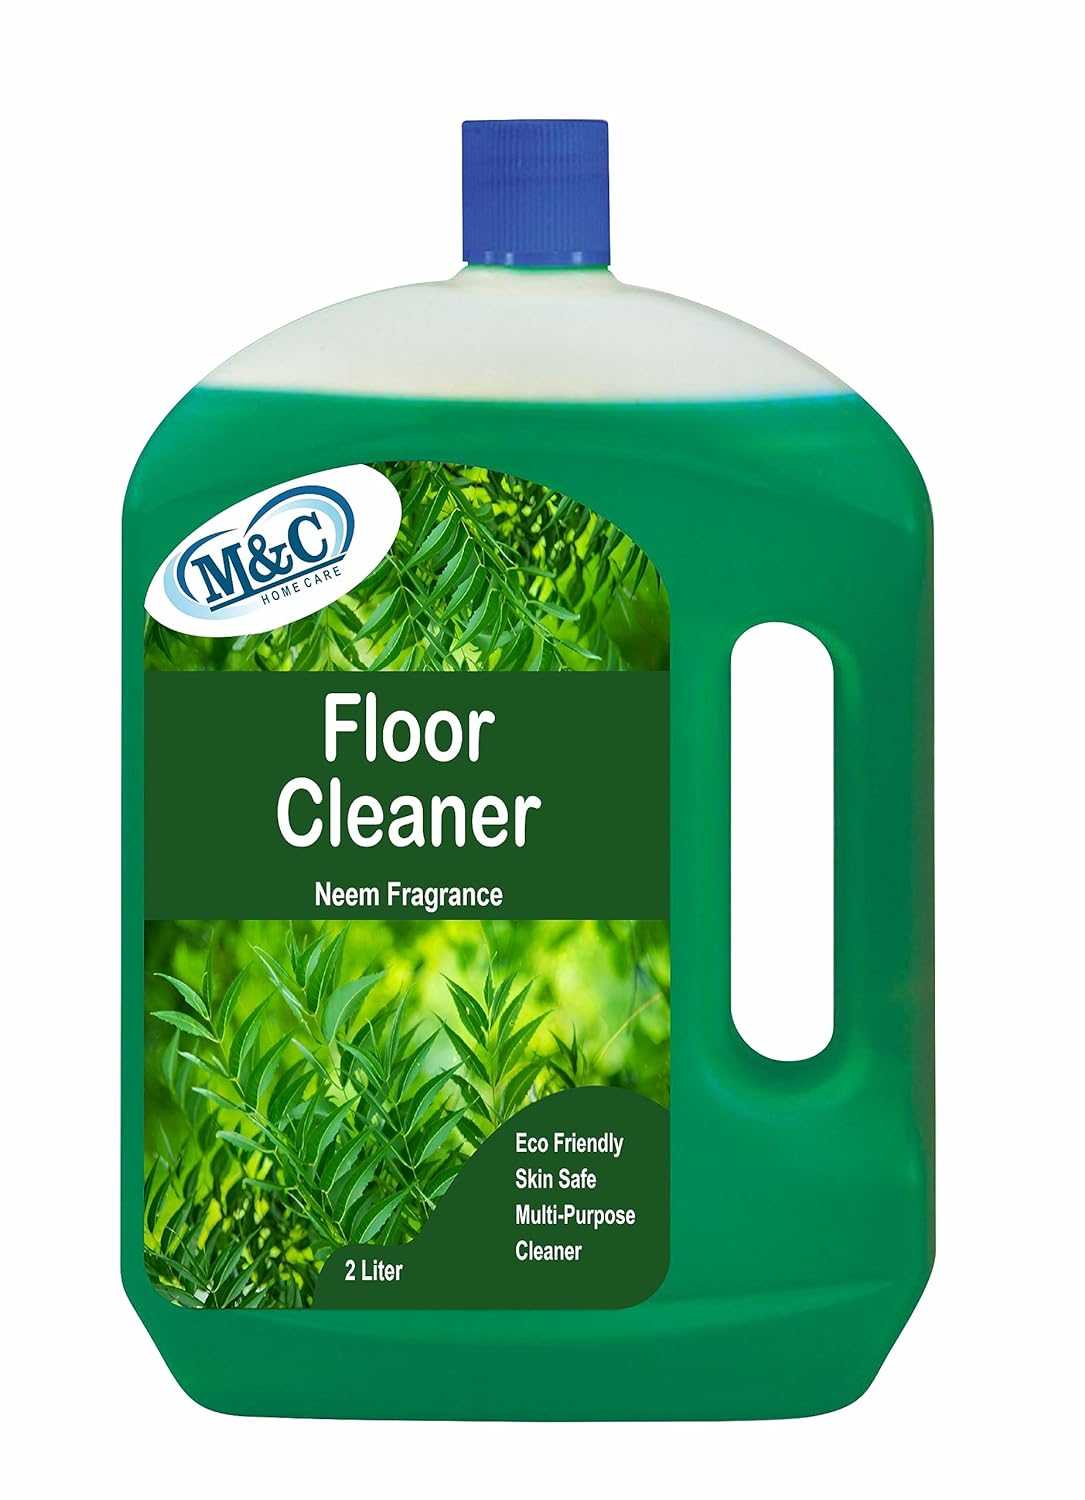 M&C
HOME CARE
Floor
Cleaner
Neem Fragrance
Eco Friendly
Skin Safe
Multi-Purpose
Cleaner
2 Liter